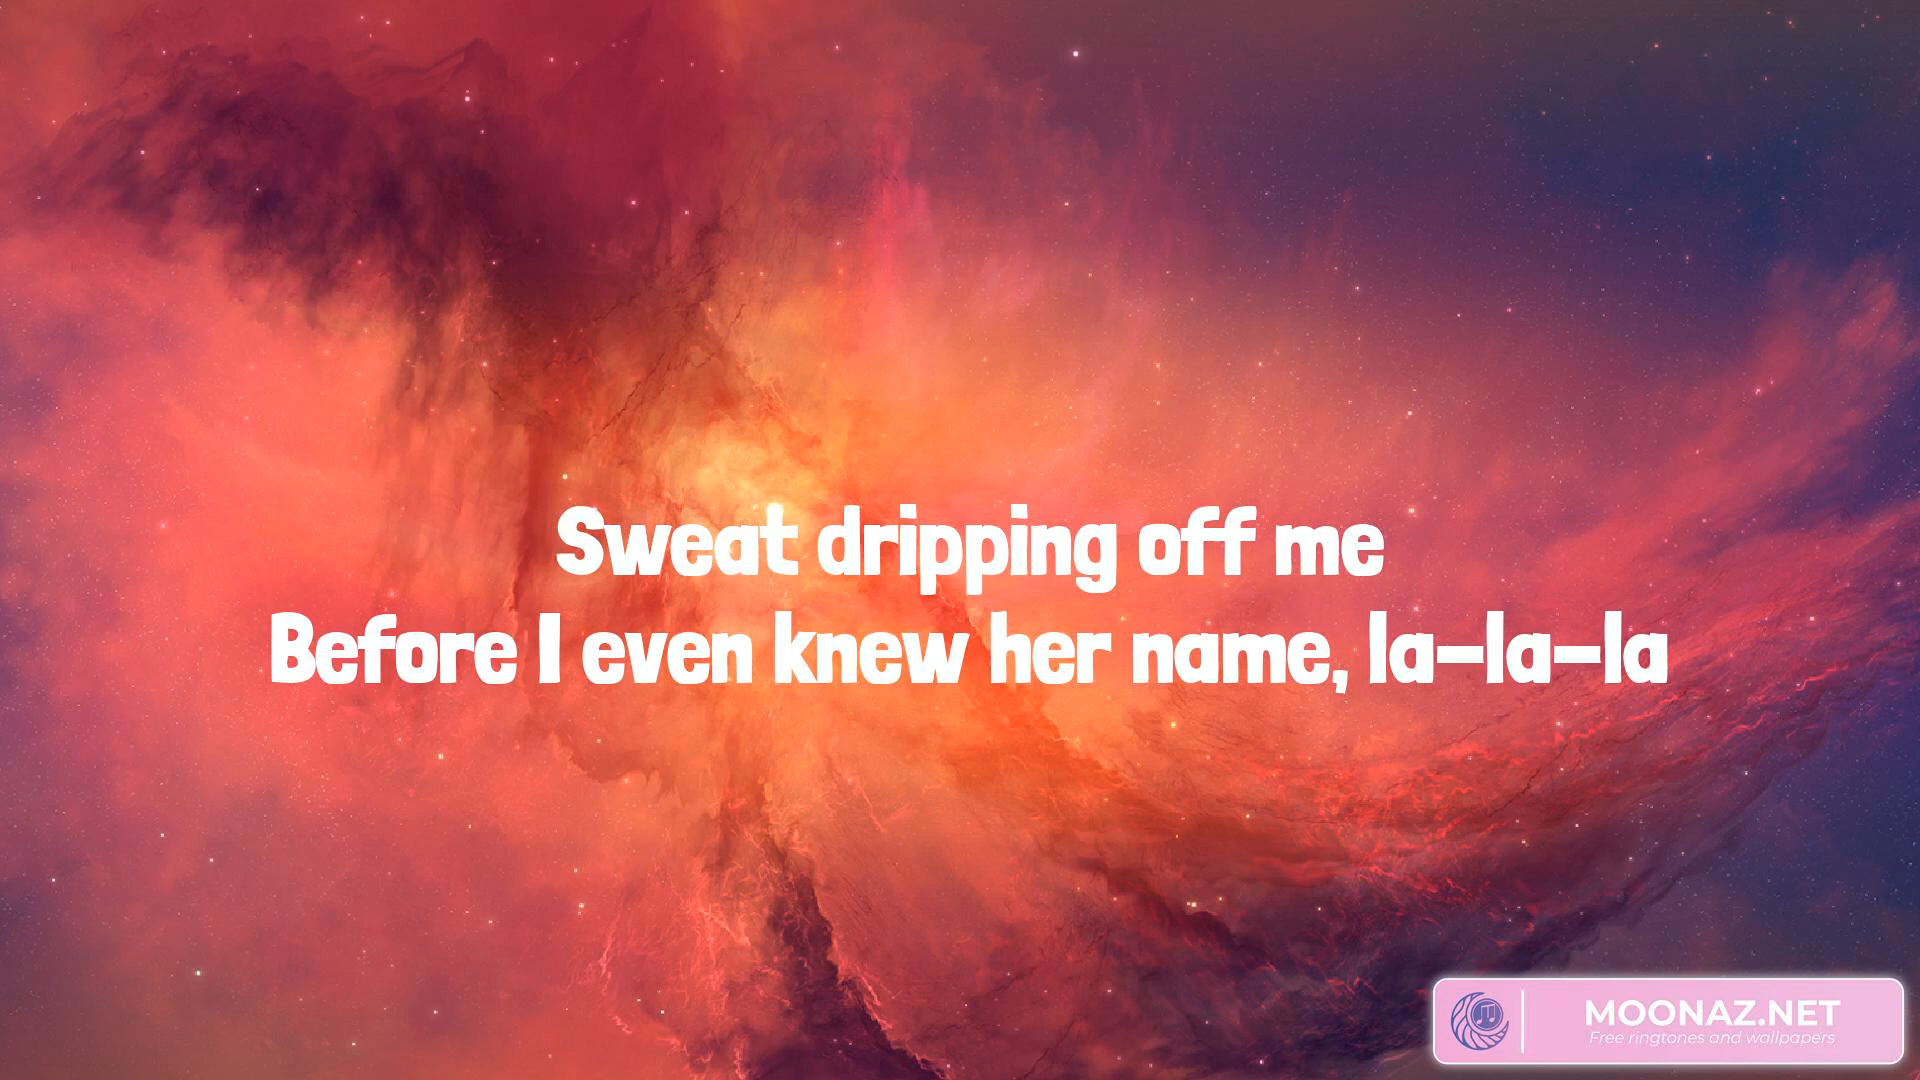 Sweat dripping off me
Before I even knew her name, la-la-la
MOONAZ.NET
Free ringtones and wallpapers